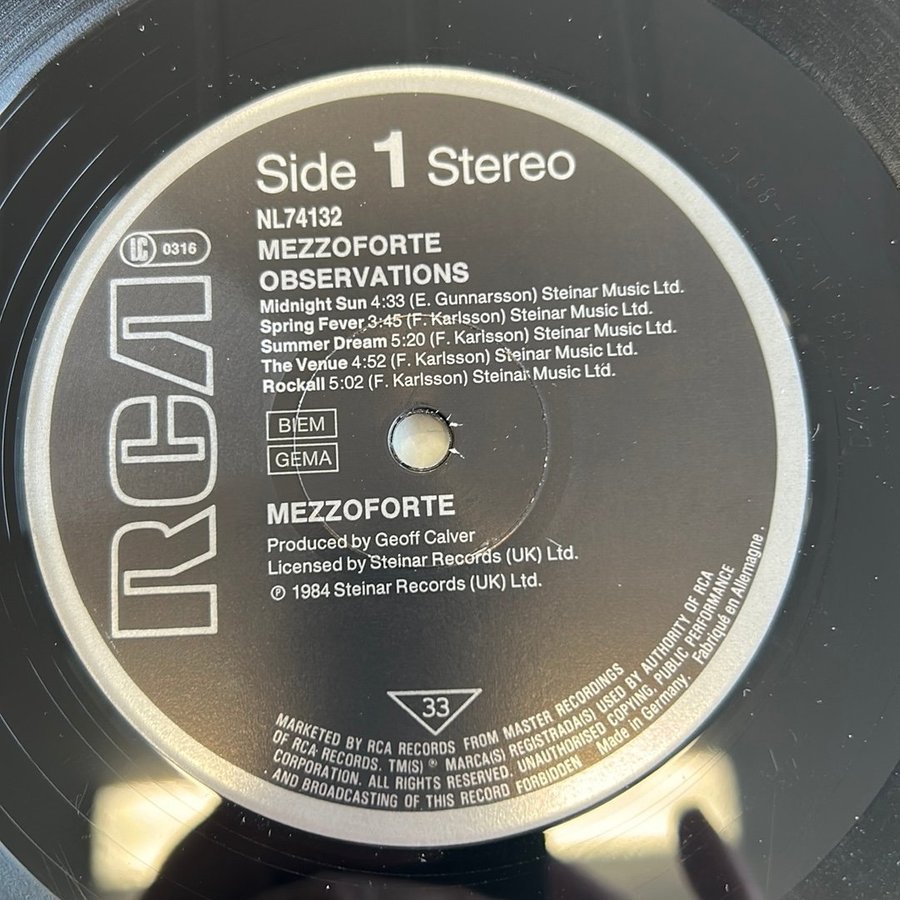 Side 1 Stereo
NL74132
LC 0316
MEZZOFORTE
OBSERVATIONS
Midnight Sun 4:33 (E. Gunnarsson) Steinar Music Ltd.
Spring Fever 3:45 (F. Karlsson) Steinar Music Ltd.
Summer Dream 5:20 (F. Karlsson) Steinar Music Ltd.
The Venue 4:52 (F. Karlsson) Steinar Music Ltd.
Rockall 5:02 (F. Karlsson) Steinar Music Ltd.
RCA
BIEM
GEMA
MEZZOFORTE
Produced by Geoff Calver
Licensed by Steinar Records (UK) Ltd.
℗ 1984 Steinar Records (UK) Ltd.
33
MARKETED BY RCA RECORDS FROM MASTER RECORDINGS
OF RCA RECORDS. TM(S) ® MARCA(S) REGISTRADA(S) USED BY AUTHORITY OF RCA
CORPORATION. ALL RIGHTS RESERVED. UNAUTHORISED COPYING, PUBLIC PERFORMANCE
AND BROADCASTING OF THIS RECORD FORBIDDEN Made in Germany. Fabriqué en Allemagne.